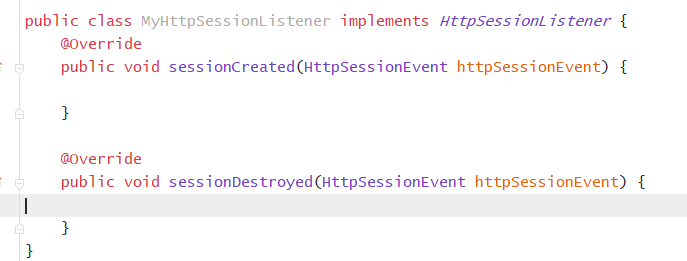 public class MyHttpSessionListener implements HttpSessionListener {
    @Override
    public void sessionCreated(HttpSessionEvent httpSessionEvent) {
    }
    @Override
    public void sessionDestroyed(HttpSessionEvent httpSessionEvent) {
    }
}